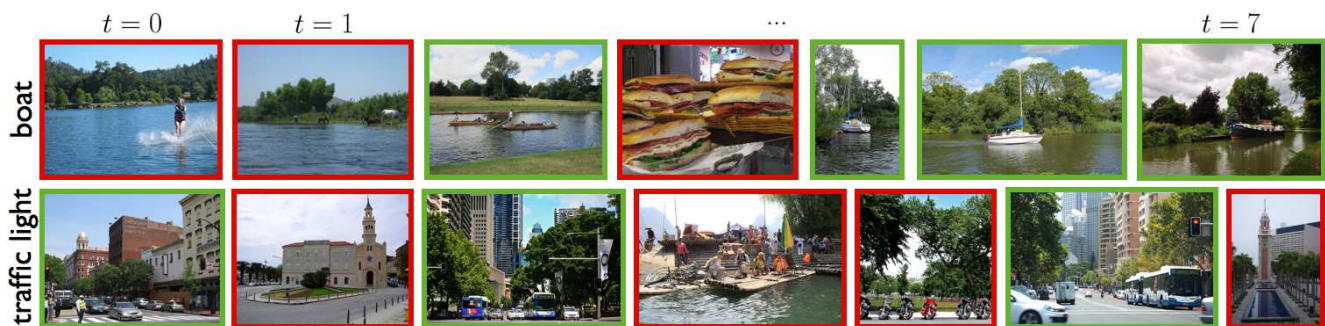 t = 0 t = 1 ... t = 7
boat
traffic light